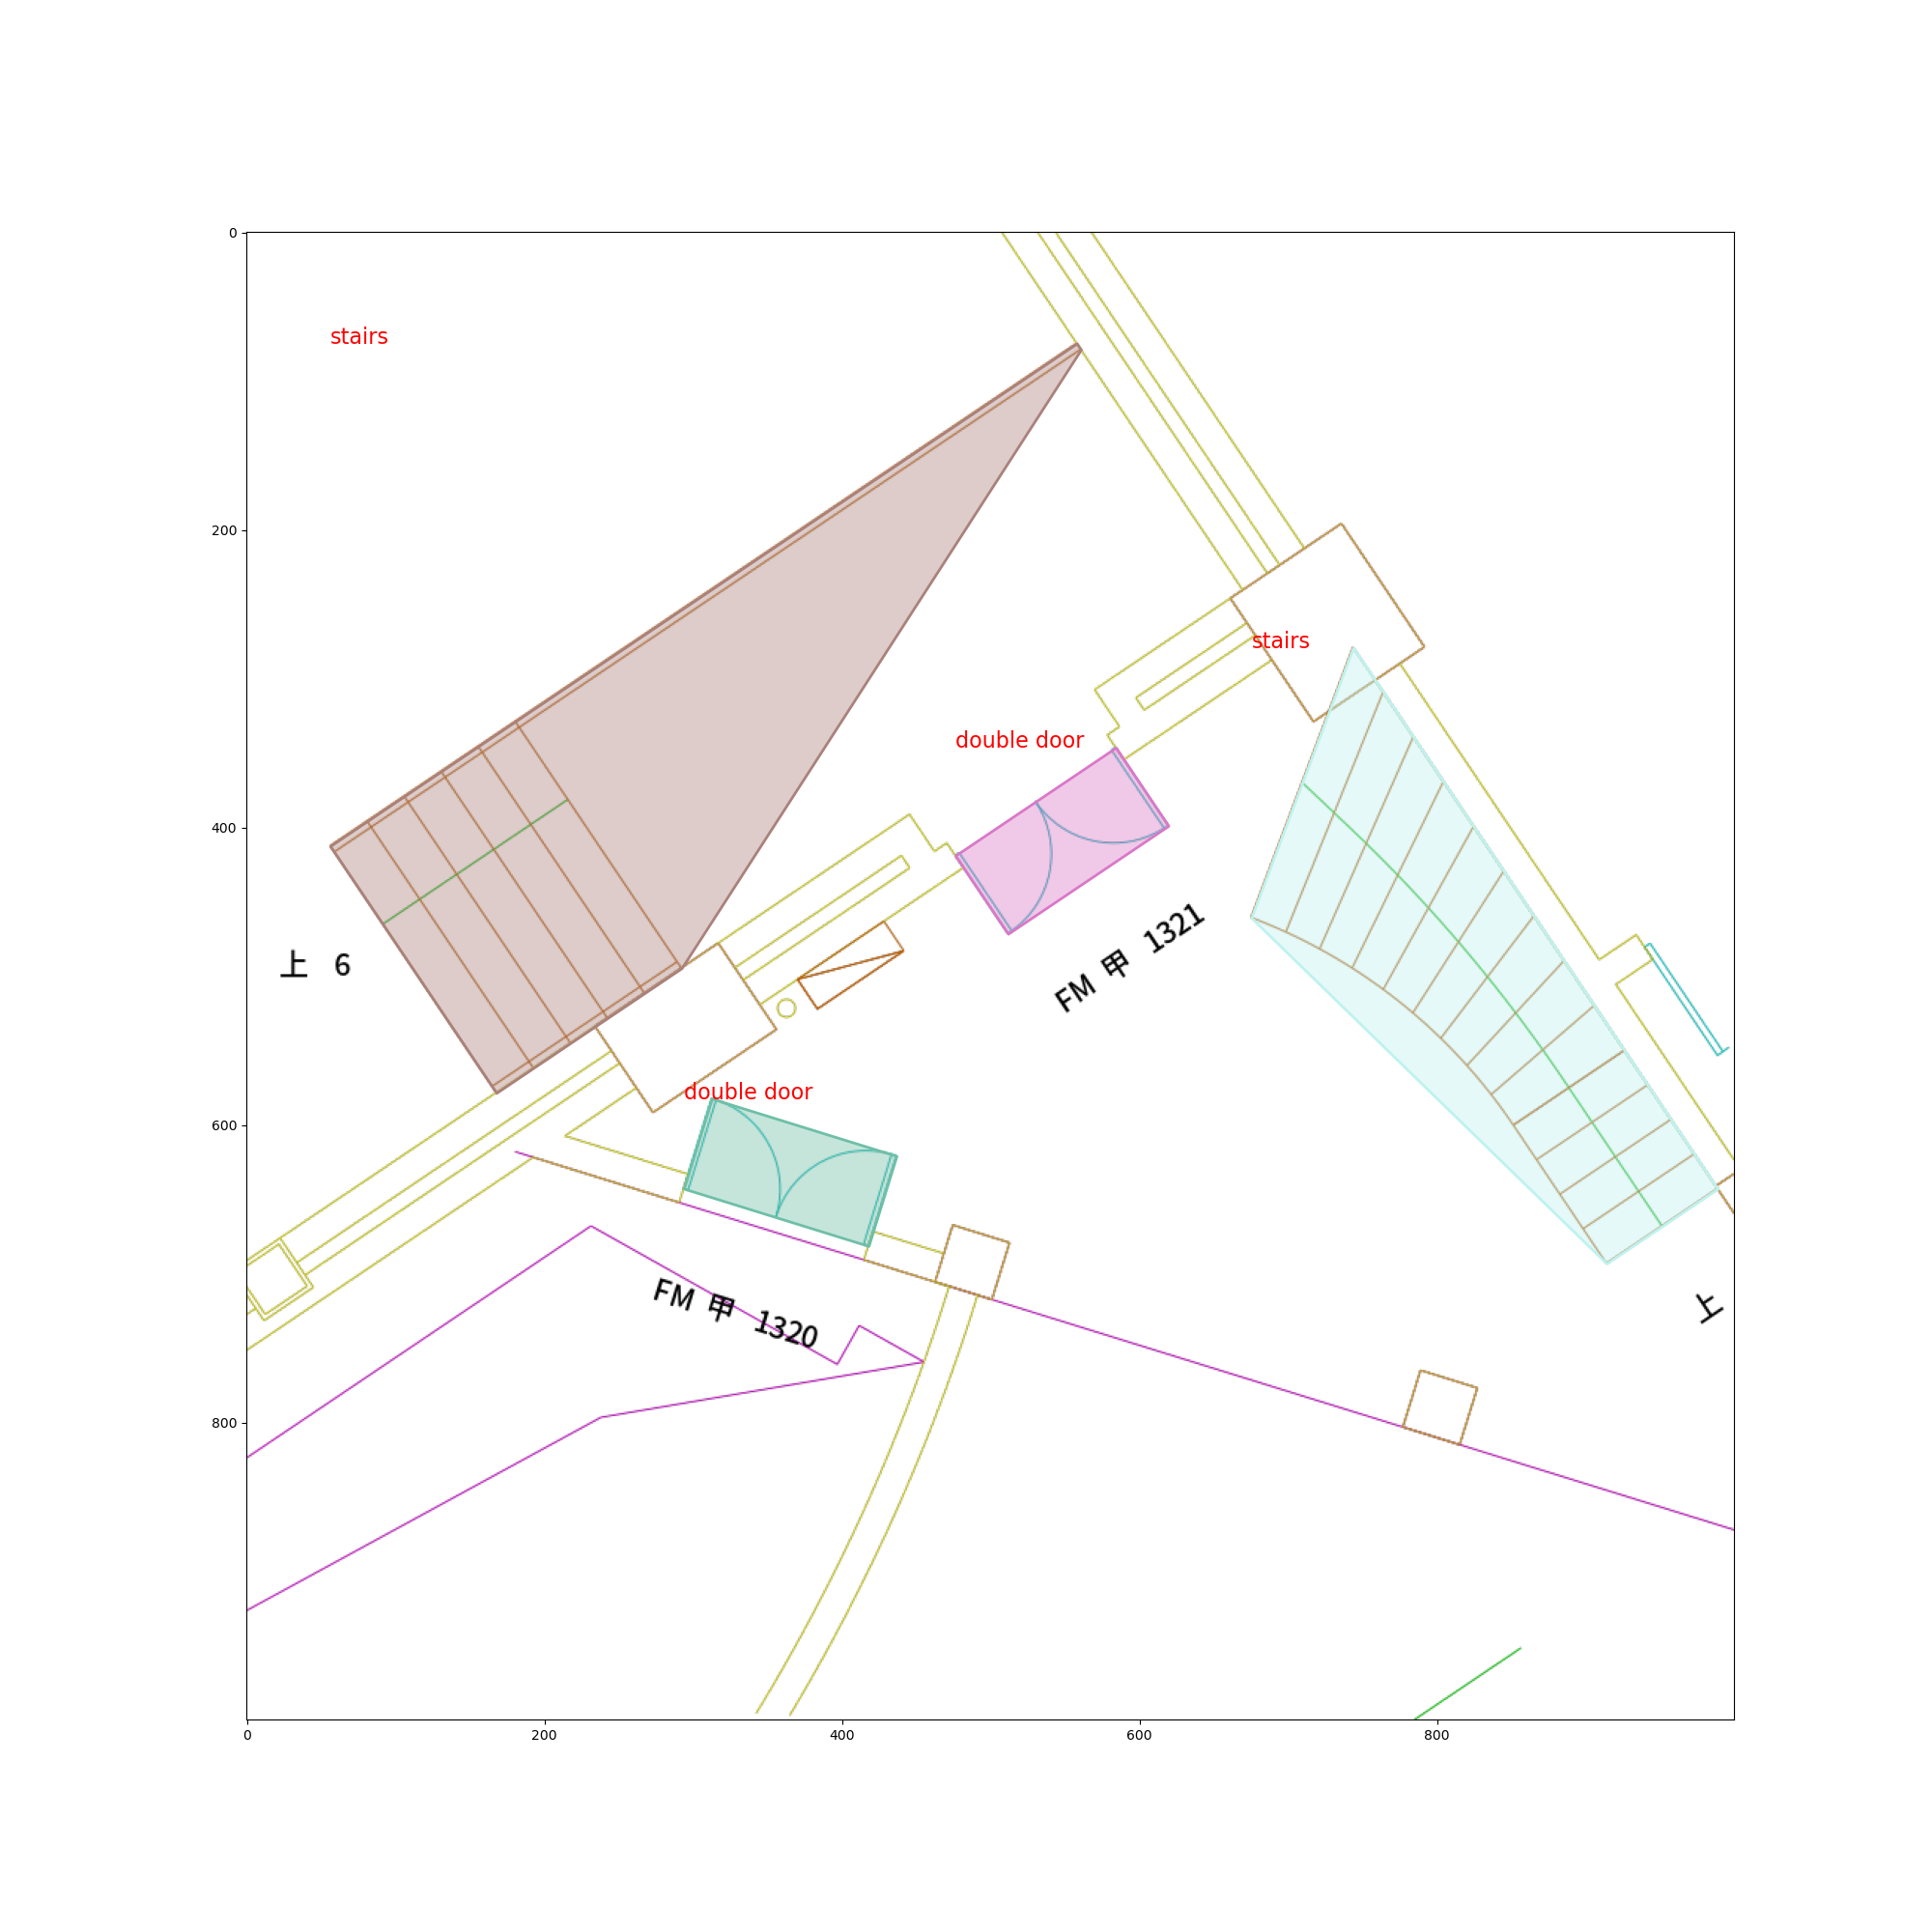 0
stairs
200
stairs
double door
400
FM 甲 1321
上 6
double door
600
FM 甲 1320
上
800
0 200 400 600 800